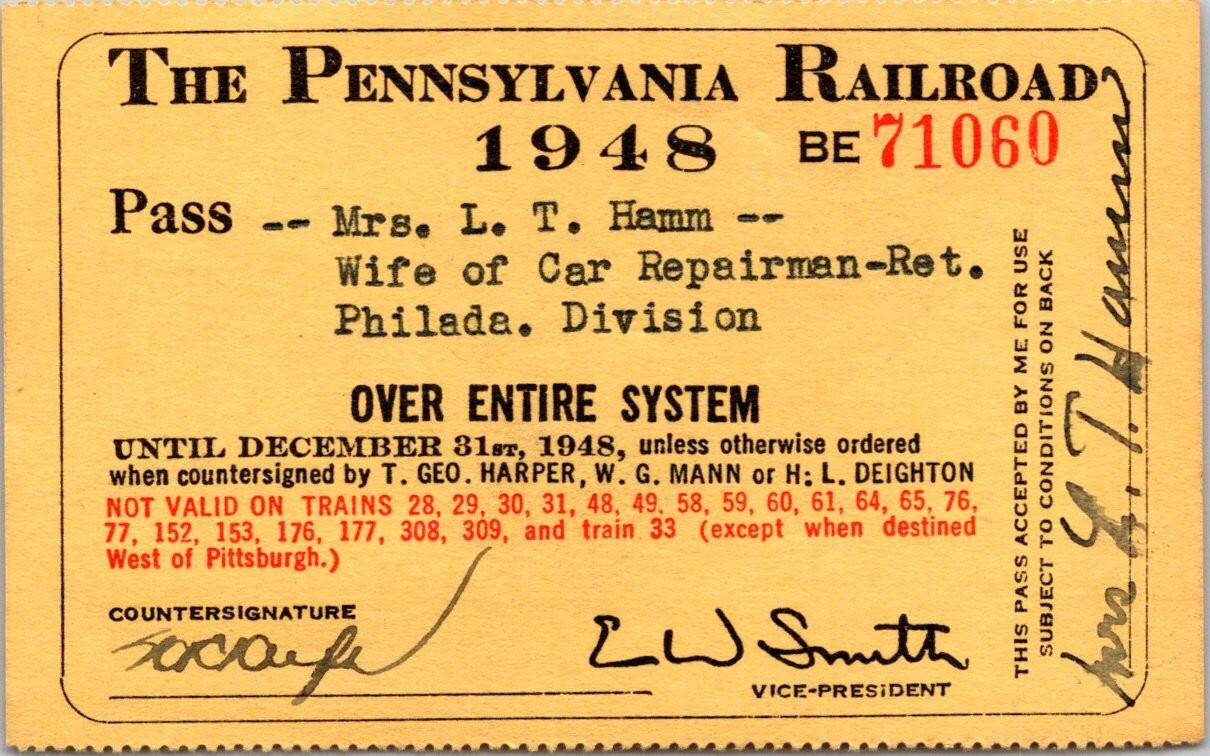 THE PENNSYLVANIA RAILROAD
1948 BE 71060
Pass -- Mrs. L. T. Hamm --
Wife of Car Repairman-Ret.
Philada. Division
OVER ENTIRE SYSTEM
UNTIL DECEMBER 31ST, 1948, unless otherwise ordered
when countersigned by T. GEO. HARPER, W. G. MANN or H: L. DEIGHTON
NOT VALID ON TRAINS 28, 29, 30, 31, 48, 49, 58, 59, 60, 61, 64, 65, 76,
77, 152, 153, 176, 177, 308, 309, and train 33 (except when destined
West of Pittsburgh.)
COUNTERSIGNATURE
E W Smith
VICE-PRESIDENT
THIS PASS ACCEPTED BY ME FOR USE
SUBJECT TO CONDITIONS ON BACK
Mrs L. T. Hamm